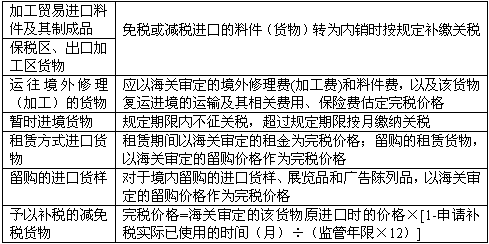 加工贸易进口料
件及其制成品
免税或减税进口的料件（货物）转为内销时按规定补缴关税
保税区、出口加
工区货物
运往境外修理
（加工）的货物
应以海关审定的境外修理费(加工费)和料件费，以及该货物
复运进境的运输及其相关费用、保险费估定完税价格
暂时进境货物
规定期限内不征关税，超过规定期限按月缴纳关税
租赁方式进口货
物
租赁期间以海关审定的租金为完税价格；留购的租赁货物，
以海关审定的留购价格作为完税价格
留购的进口货样
对于境内留购的进口货样、展览品和广告陈列品，以海关审
定的留购价格作为完税价格
予以补税的减免
税货物
完税价格=海关审定的该货物原进口时的价格×[1-申请补
税实际已使用的时间（月）÷（监管年限×12）]